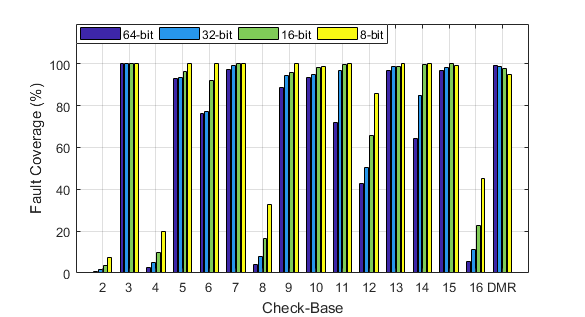 64-bit 32-bit 16-bit 8-bit
100
80
60
40
20
0
Fault Coverage (%)
2 3 4 5 6 7 8 9 10 11 12 13 14 15 16 DMR
Check-Base